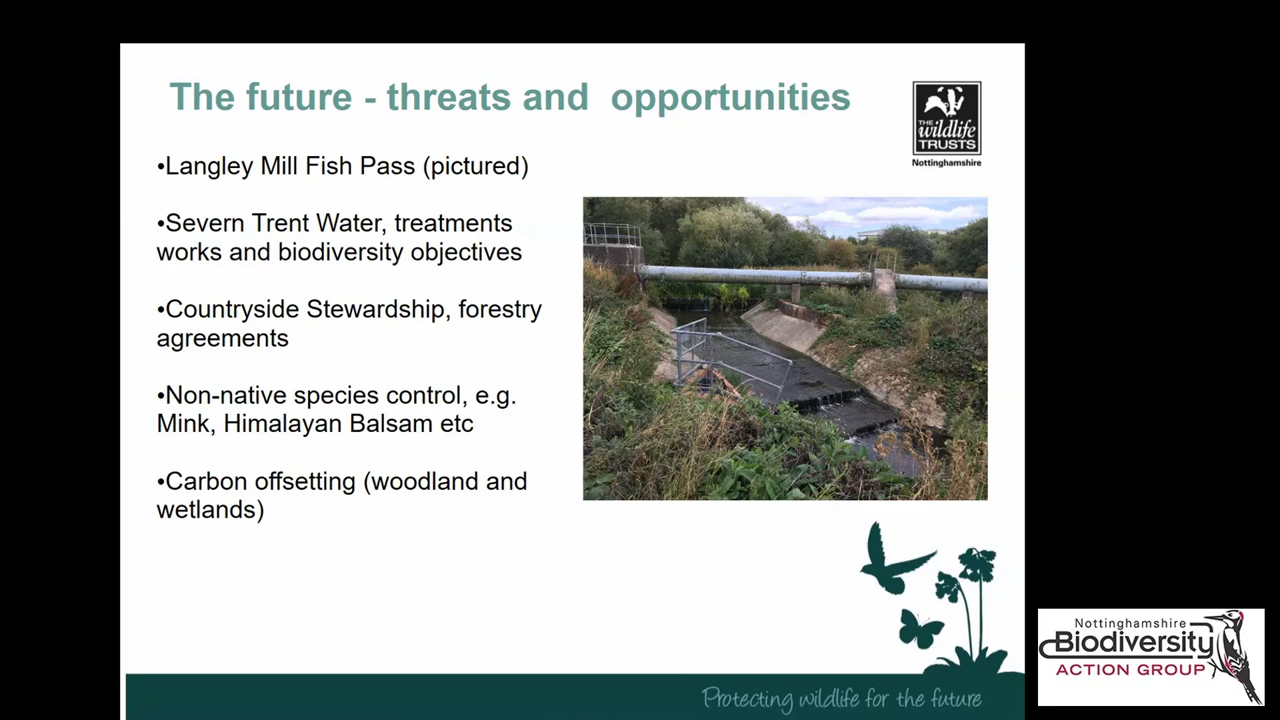 The future - threats and  opportunities
THE
wildlife
TRUSTS
Nottinghamshire
•Langley Mill Fish Pass (pictured)
•Severn Trent Water, treatments
works and biodiversity objectives
•Countryside Stewardship, forestry
agreements
•Non-native species control, e.g.
Mink, Himalayan Balsam etc
•Carbon offsetting (woodland and
wetlands)
Protecting wildlife for the future
Nottinghamshire
Biodiversity
ACTION GROUP